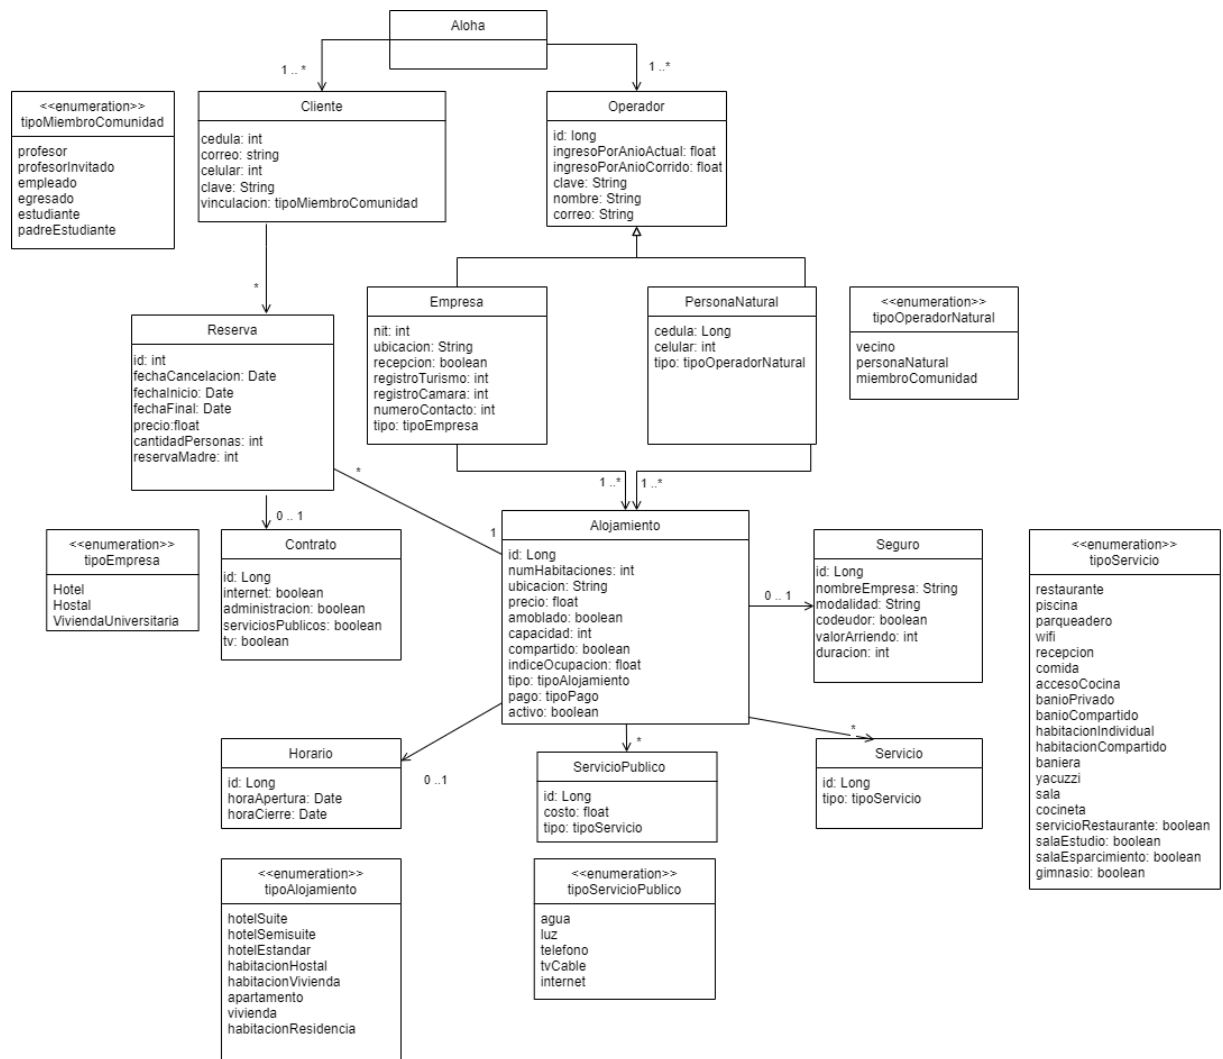 Aloha
1 .. *
1 ..*
<<enumeration>>
tipoMiembroComunidad
profesor
profesorInvitado
empleado
egresado
estudiante
padreEstudiante
Cliente
cedula: int
correo: string
celular: int
clave: String
vinculacion: tipoMiembroComunidad
Operador
id: long
ingresoPorAnioActual: float
ingresoPorAnioCorrido: float
clave: String
nombre: String
correo: String
*
Reserva
id: int
fechaCancelacion: Date
fechaInicio: Date
fechaFinal: Date
precio:float
cantidadPersonas: int
reservaMadre: int
Empresa
nit: int
ubicacion: String
recepcion: boolean
registroTurismo: int
registroCamara: int
numeroContacto: int
tipo: tipoEmpresa
PersonaNatural
cedula: Long
celular: int
tipo: tipoOperadorNatural
<<enumeration>>
tipoOperadorNatural
vecino
personaNatural
miembroComunidad
*
1 ..*
1 ..*
0 .. 1
1
<<enumeration>>
tipoEmpresa
Hotel
Hostal
ViviendaUniversitaria
Contrato
id: Long
internet: boolean
administracion: boolean
serviciosPublicos: boolean
tv: boolean
Alojamiento
id: Long
numHabitaciones: int
ubicacion: String
precio: float
amoblado: boolean
capacidad: int
compartido: boolean
indiceOcupacion: float
tipo: tipoAlojamiento
pago: tipoPago
activo: boolean
0 .. 1
Seguro
id: Long
nombreEmpresa: String
modalidad: String
codeudor: boolean
valorArriendo: int
duracion: int
<<enumeration>>
tipoServicio
restaurante
piscina
parqueadero
wifi
recepcion
comida
accesoCocina
banioPrivado
banioCompartido
habitacionIndividual
habitacionCompartido
baniera
yacuzzi
sala
cocineta
servicioRestaurante: boolean
salaEstudio: boolean
salaEsparcimiento: boolean
gimnasio: boolean
Horario
id: Long
horaApertura: Date
horaCierre: Date
0 ..1
*
ServicioPublico
id: Long
costo: float
tipo: tipoServicio
*
Servicio
id: Long
tipo: tipoServicio
<<enumeration>>
tipoAlojamiento
hotelSuite
hotelSemisuite
hotelEstandar
habitacionHostal
habitacionVivienda
apartamento
vivienda
habitacionResidencia
<<enumeration>>
tipoServicioPublico
agua
luz
telefono
tvCable
internet